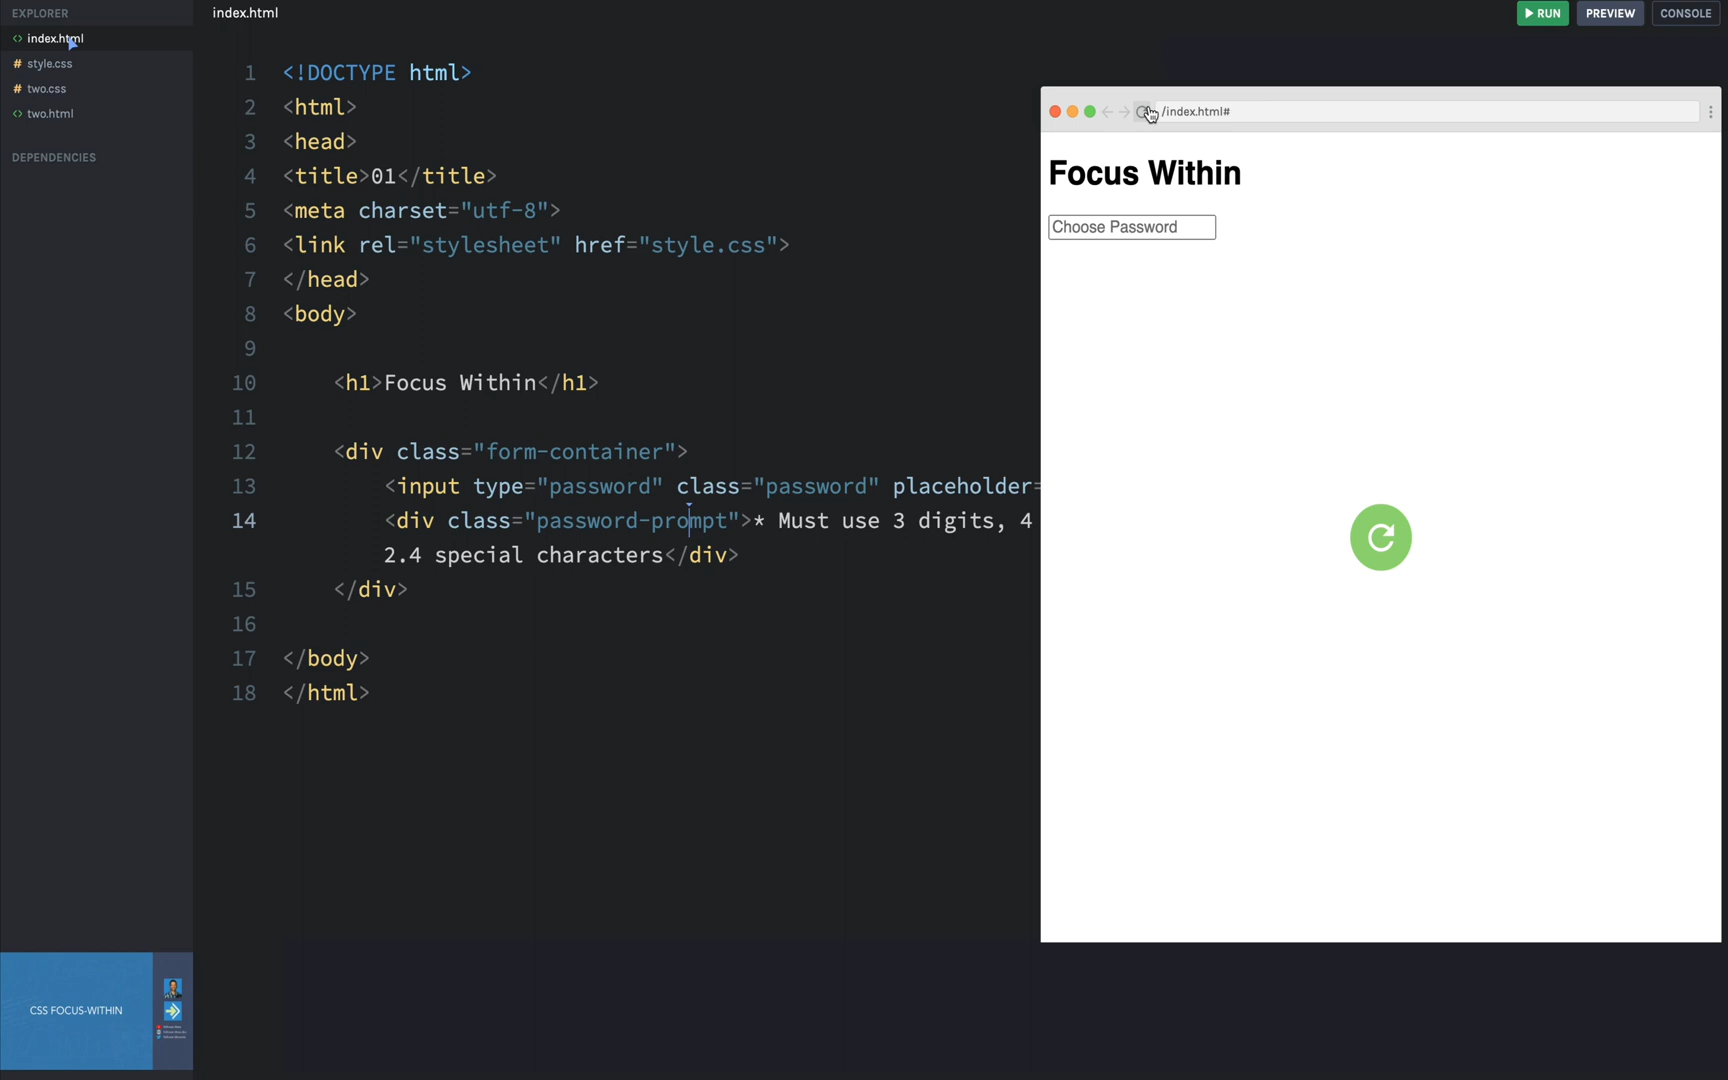 EXPLORER
index.html
style.css
two.css
two.html
DEPENDENCIES
index.html
RUN
PREVIEW
CONSOLE
1 <!DOCTYPE html>
2 <html>
3 <head>
4 <title>01</title>
5 <meta charset="utf-8">
6 <link rel="stylesheet" href="style.css">
7 </head>
8 <body>
9
10 <h1>Focus Within</h1>
11
12 <div class="form-container">
13 <input type="password" class="password" placeholder=
14 <div class="password-prompt">* Must use 3 digits, 4
2.4 special characters</div>
15 </div>
16
17 </body>
18 </html>
/index.html#
Focus Within
Choose Password
CSS FOCUS-WITHIN